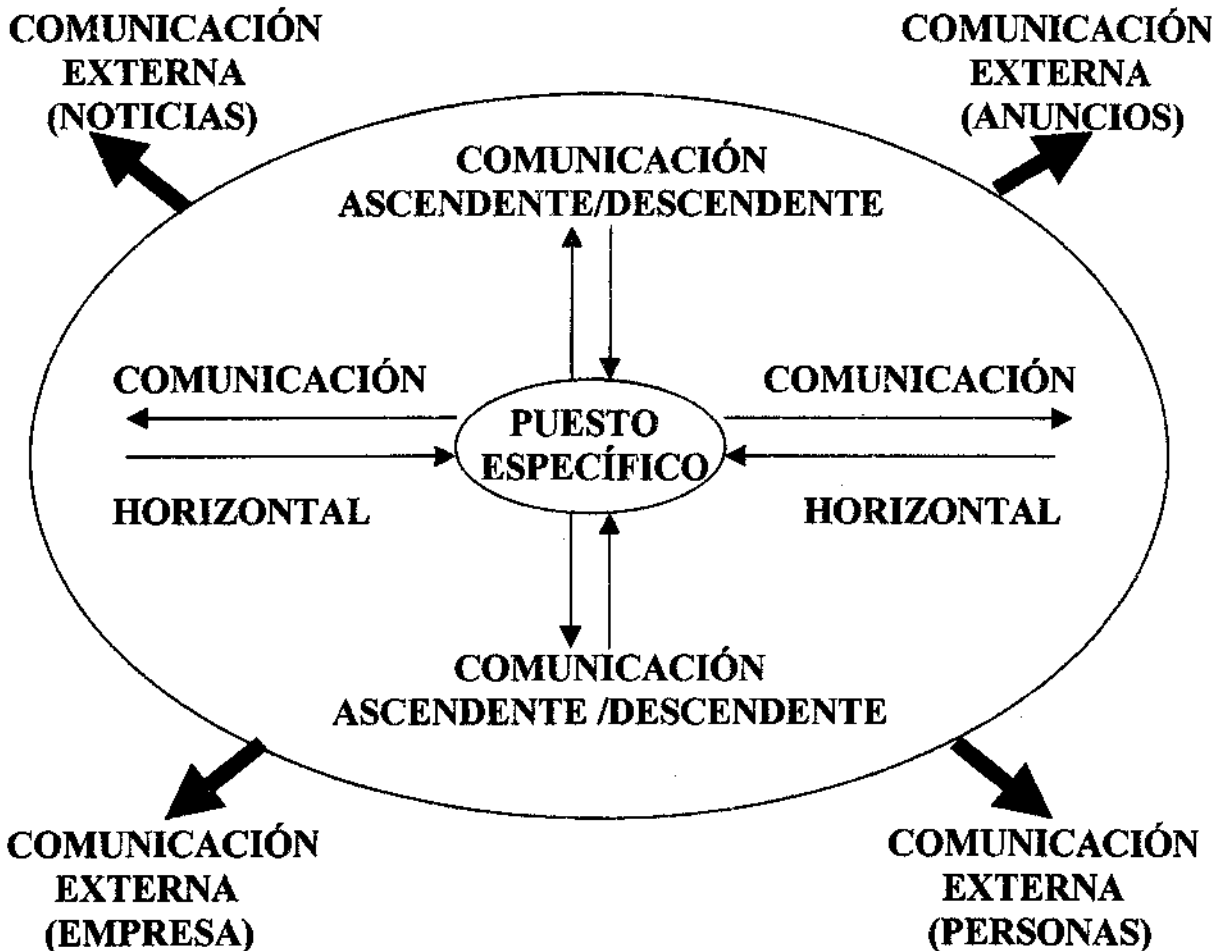 COMUNICACIÓN
EXTERNA
(NOTICIAS)
COMUNICACIÓN
EXTERNA
(ANUNCIOS)
COMUNICACIÓN
ASCENDENTE/DESCENDENTE
COMUNICACIÓN
HORIZONTAL
PUESTO
ESPECÍFICO
COMUNICACIÓN
HORIZONTAL
COMUNICACIÓN
ASCENDENTE /DESCENDENTE
COMUNICACIÓN
EXTERNA
(EMPRESA)
COMUNICACIÓN
EXTERNA
(PERSONAS)